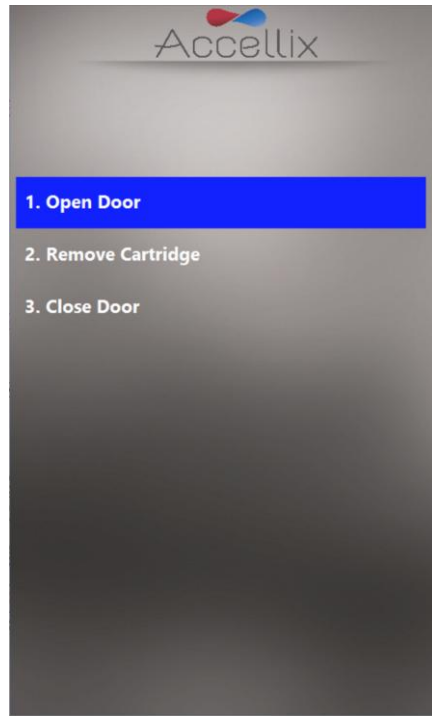 Accellix
1. Open Door
2. Remove Cartridge
3. Close Door